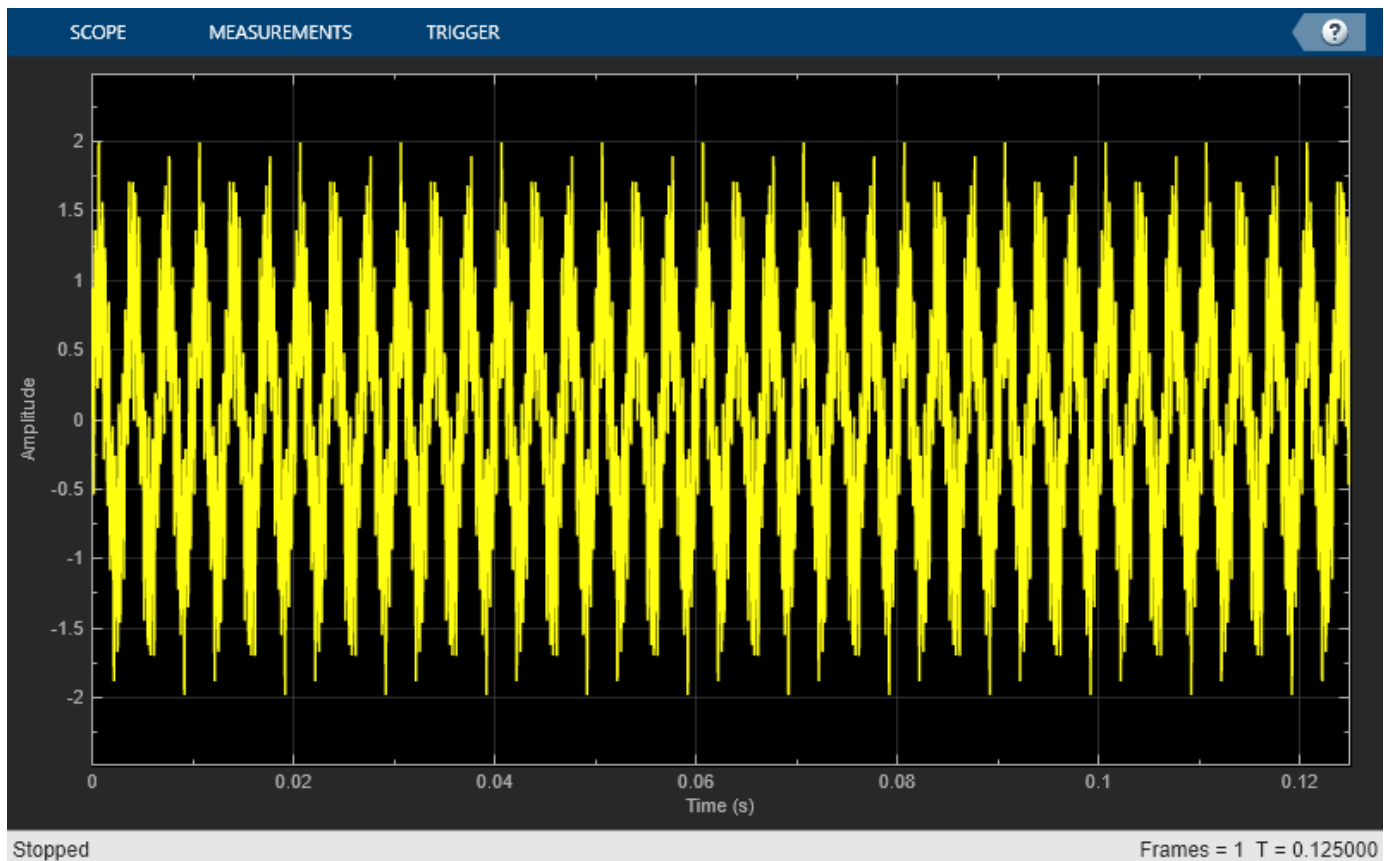 SCOPE MEASUREMENTS TRIGGER ?
2
1.5
1
0.5
0
-0.5
-1
-1.5
-2
Amplitude
0 0.02 0.04 0.06 0.08 0.1 0.12
Time (s)
Stopped Frames = 1 T = 0.125000